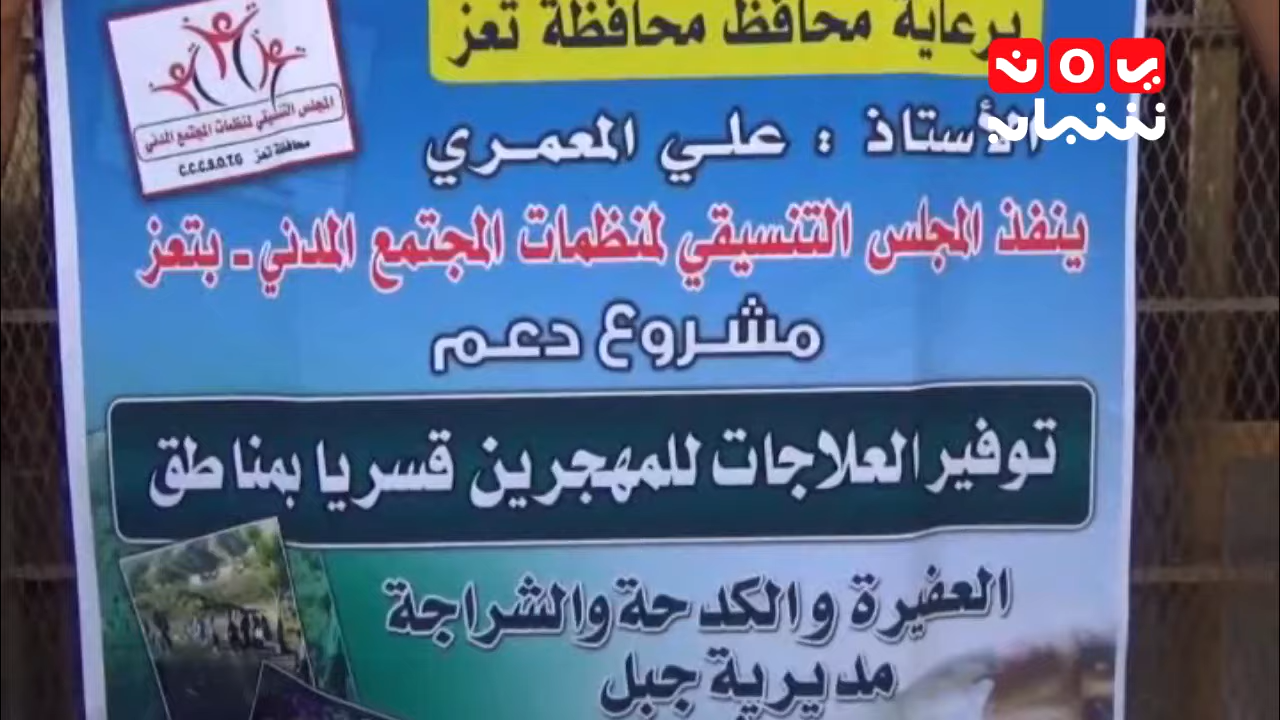 برعاية محافظ محافظة تعز
يمن
شباب
الأستاذ : علي المعمري
المجلس التنسيقي لمنظمات المجتمع المدني
محافظة تعز C.C.C.S.O.T.G
ينفذ المجلس التنسيقي لمنظمات المجتمع المدني - بتعز
مشروع دعم
توفير العلاجات للمهجرين قسريا بمناطق
العفيرة والكدحة والشراجة
مديرية جبل